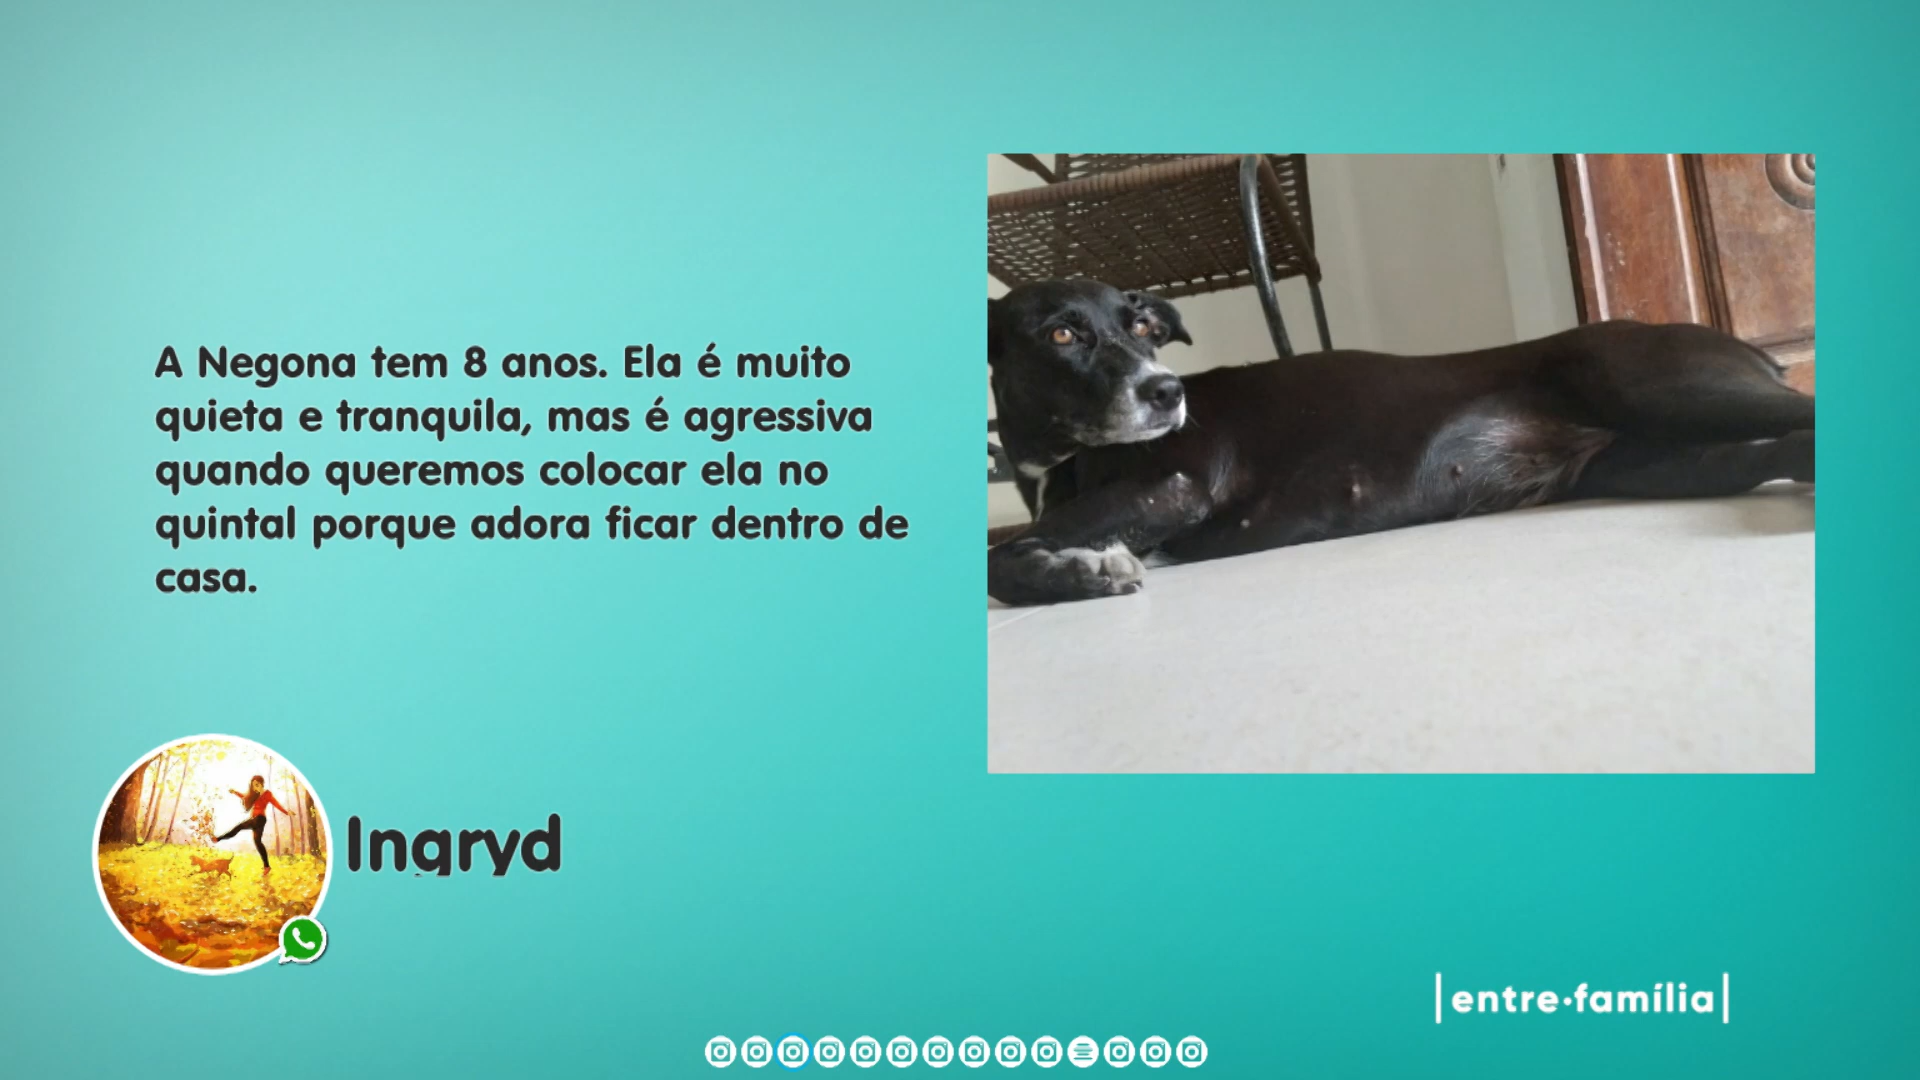 A Negona tem 8 anos. Ela é muito
quieta e tranquila, mas é agressiva
quando queremos colocar ela no
quintal porque adora ficar dentro de
casa.
Ingryd
|entre·família|